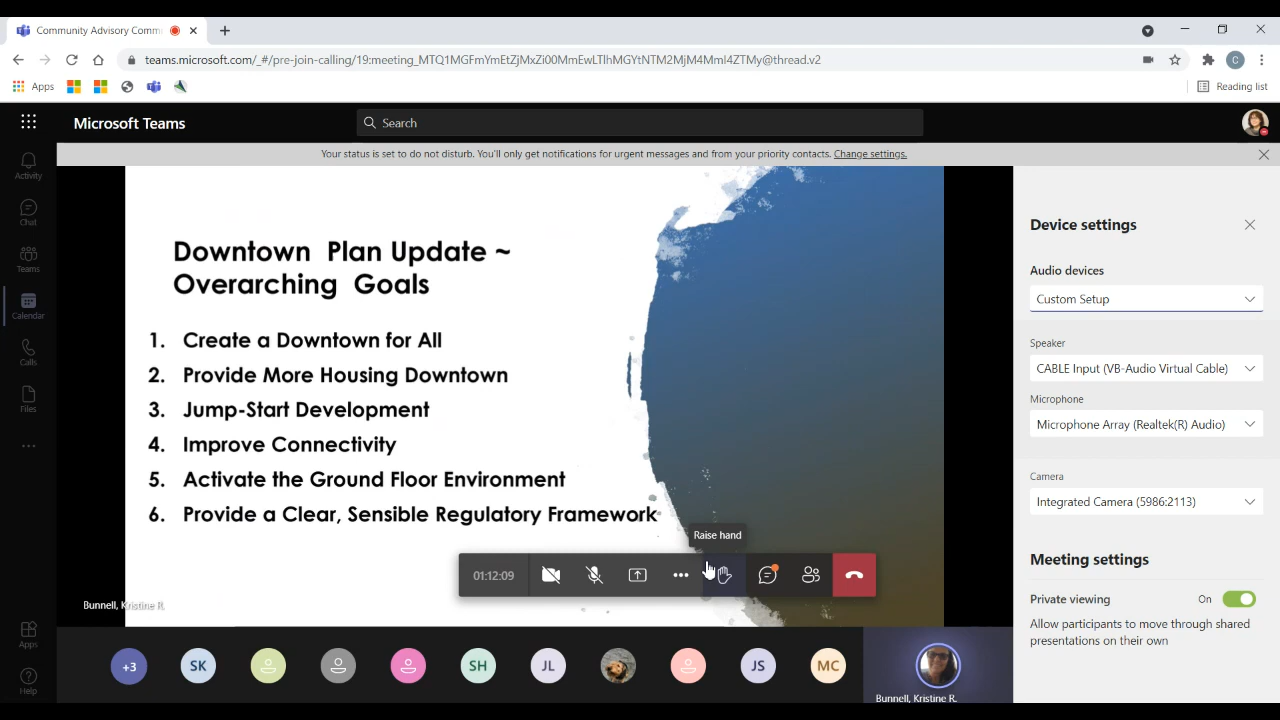 Community Advisory Comm
teams.microsoft.com/_#/pre-join-calling/19:meeting_MTQ1MGFmYmEtZjMxZi00MmEwLTlhMGYtNTM2MjM4MmI4ZTMy@thread.v2
C
Apps
Reading list
Microsoft Teams
Search
Your status is set to do not disturb. You'll only get notifications for urgent messages and from your priority contacts. Change settings.
Activity
Chat
Teams
Calendar
Calls
Files
Apps
Help
Downtown Plan Update ~
Overarching Goals
1. Create a Downtown for All
2. Provide More Housing Downtown
3. Jump-Start Development
4. Improve Connectivity
5. Activate the Ground Floor Environment
6. Provide a Clear, Sensible Regulatory Framework
Raise hand
01:12:09
Bunnell, Kristine R.
+3
SK
SH
JL
JS
MC
Bunnell, Kristine R.
Device settings
Audio devices
Custom Setup
Speaker
CABLE Input (VB-Audio Virtual Cable)
Microphone
Microphone Array (Realtek(R) Audio)
Camera
Integrated Camera (5986:2113)
Meeting settings
Private viewing
On
Allow participants to move through shared
presentations on their own